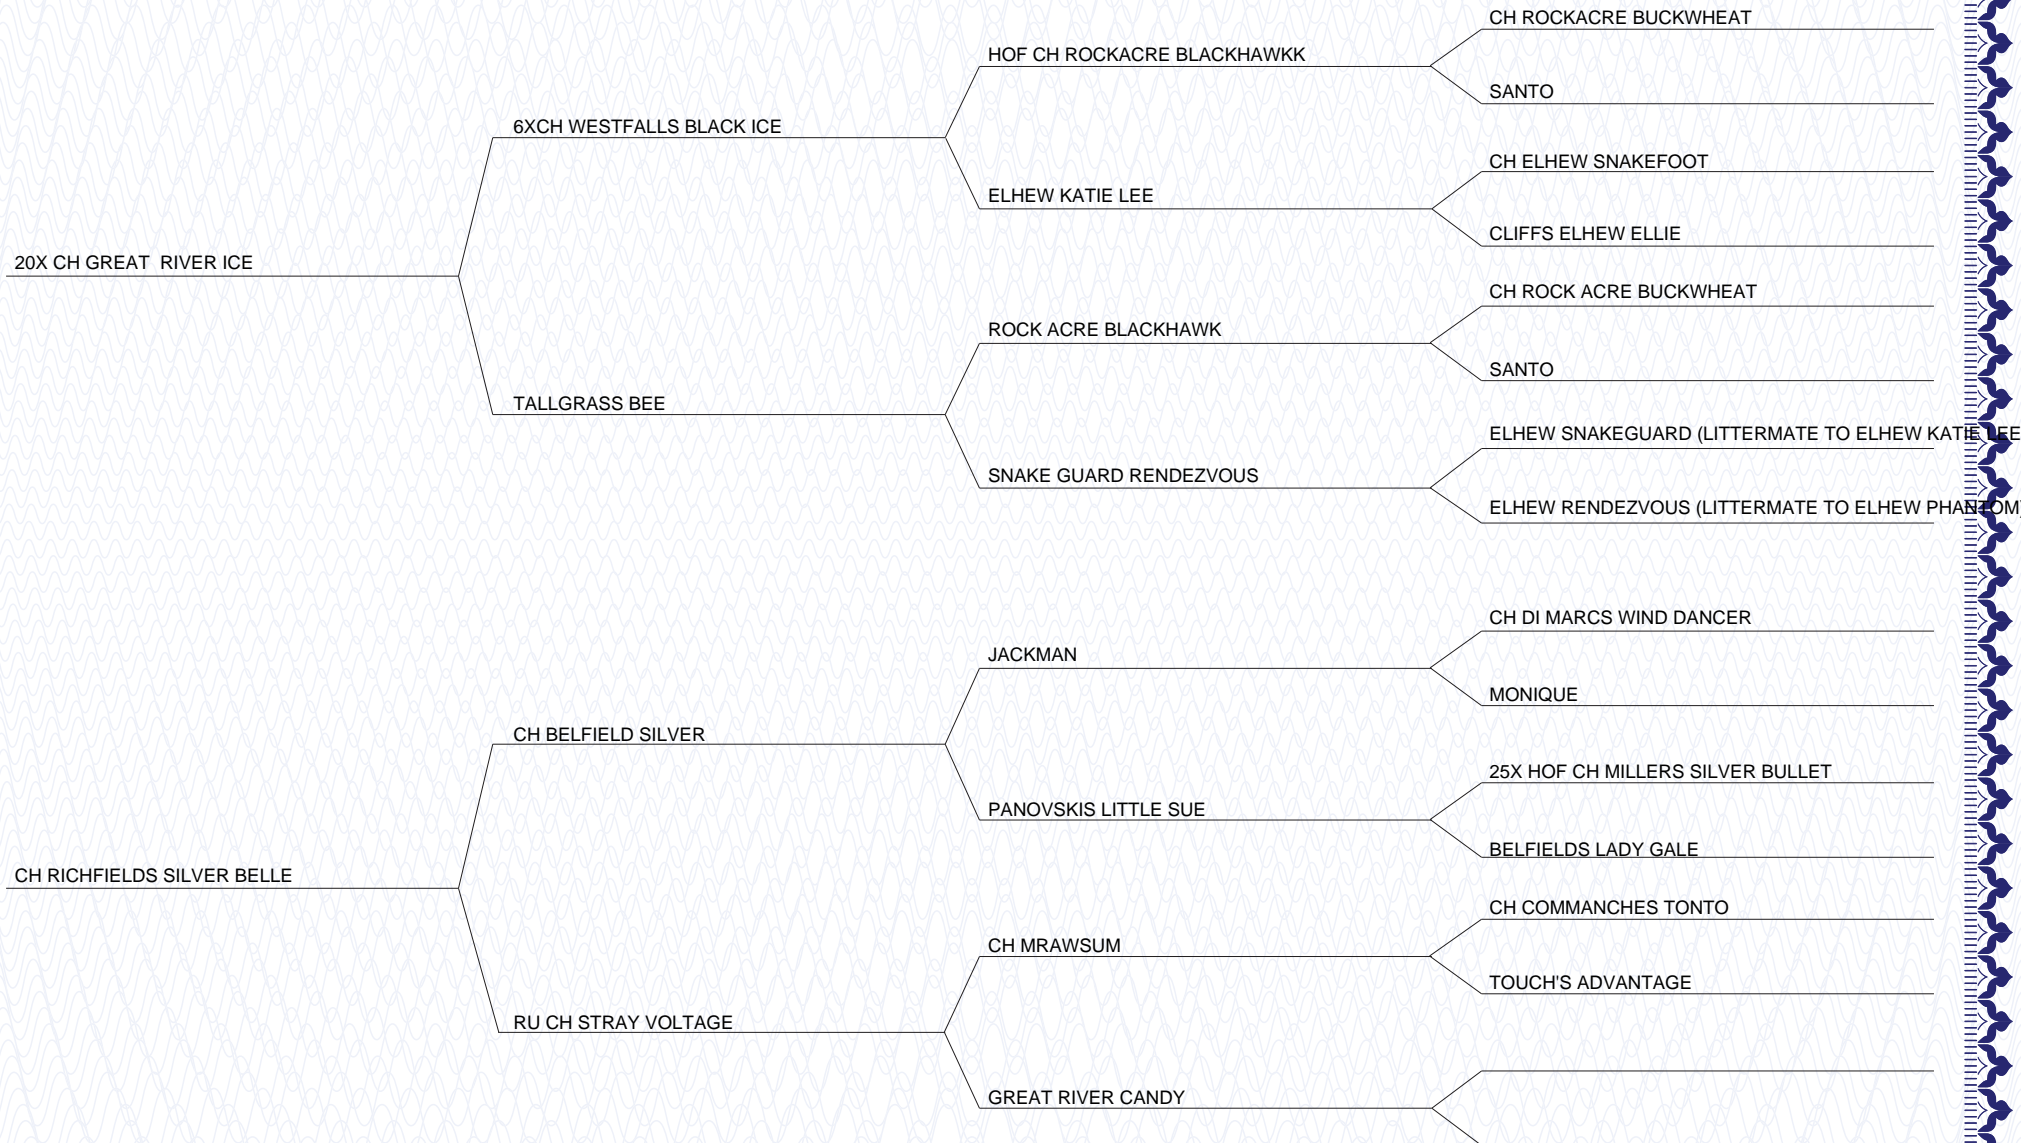 CH ROCKACRE BUCKWHEAT
HOF CH ROCKACRE BLACKHAWKK
SANTO
6XCH WESTFALLS BLACK ICE
CH ELHEW SNAKEFOOT
ELHEW KATIE LEE
CLIFFS ELHEW ELLIE
20X CH GREAT  RIVER ICE
CH ROCK ACRE BUCKWHEAT
ROCK ACRE BLACKHAWK
SANTO
TALLGRASS BEE
ELHEW SNAKEGUARD (LITTERMATE TO ELHEW KATIE LEE
SNAKE GUARD RENDEZVOUS
ELHEW RENDEZVOUS (LITTERMATE TO ELHEW PHANTOM)
CH DI MARCS WIND DANCER
JACKMAN
MONIQUE
CH BELFIELD SILVER
25X HOF CH MILLERS SILVER BULLET
PANOVSKIS LITTLE SUE
BELFIELDS LADY GALE
CH RICHFIELDS SILVER BELLE
CH COMMANCHES TONTO
CH MRAWSUM
TOUCH'S ADVANTAGE
RU CH STRAY VOLTAGE
GREAT RIVER CANDY